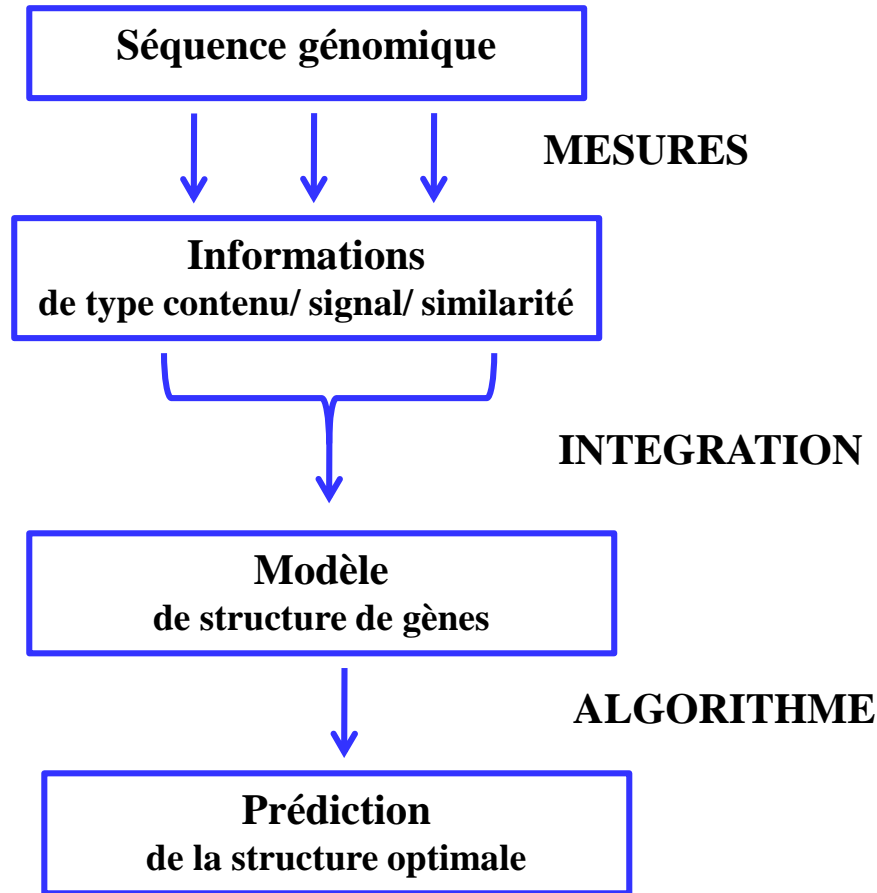 Séquence génomique
MESURES
Informations
de type contenu/ signal/ similarité
INTEGRATION
Modèle
de structure de gènes
ALGORITHME
Prédiction
de la structure optimale